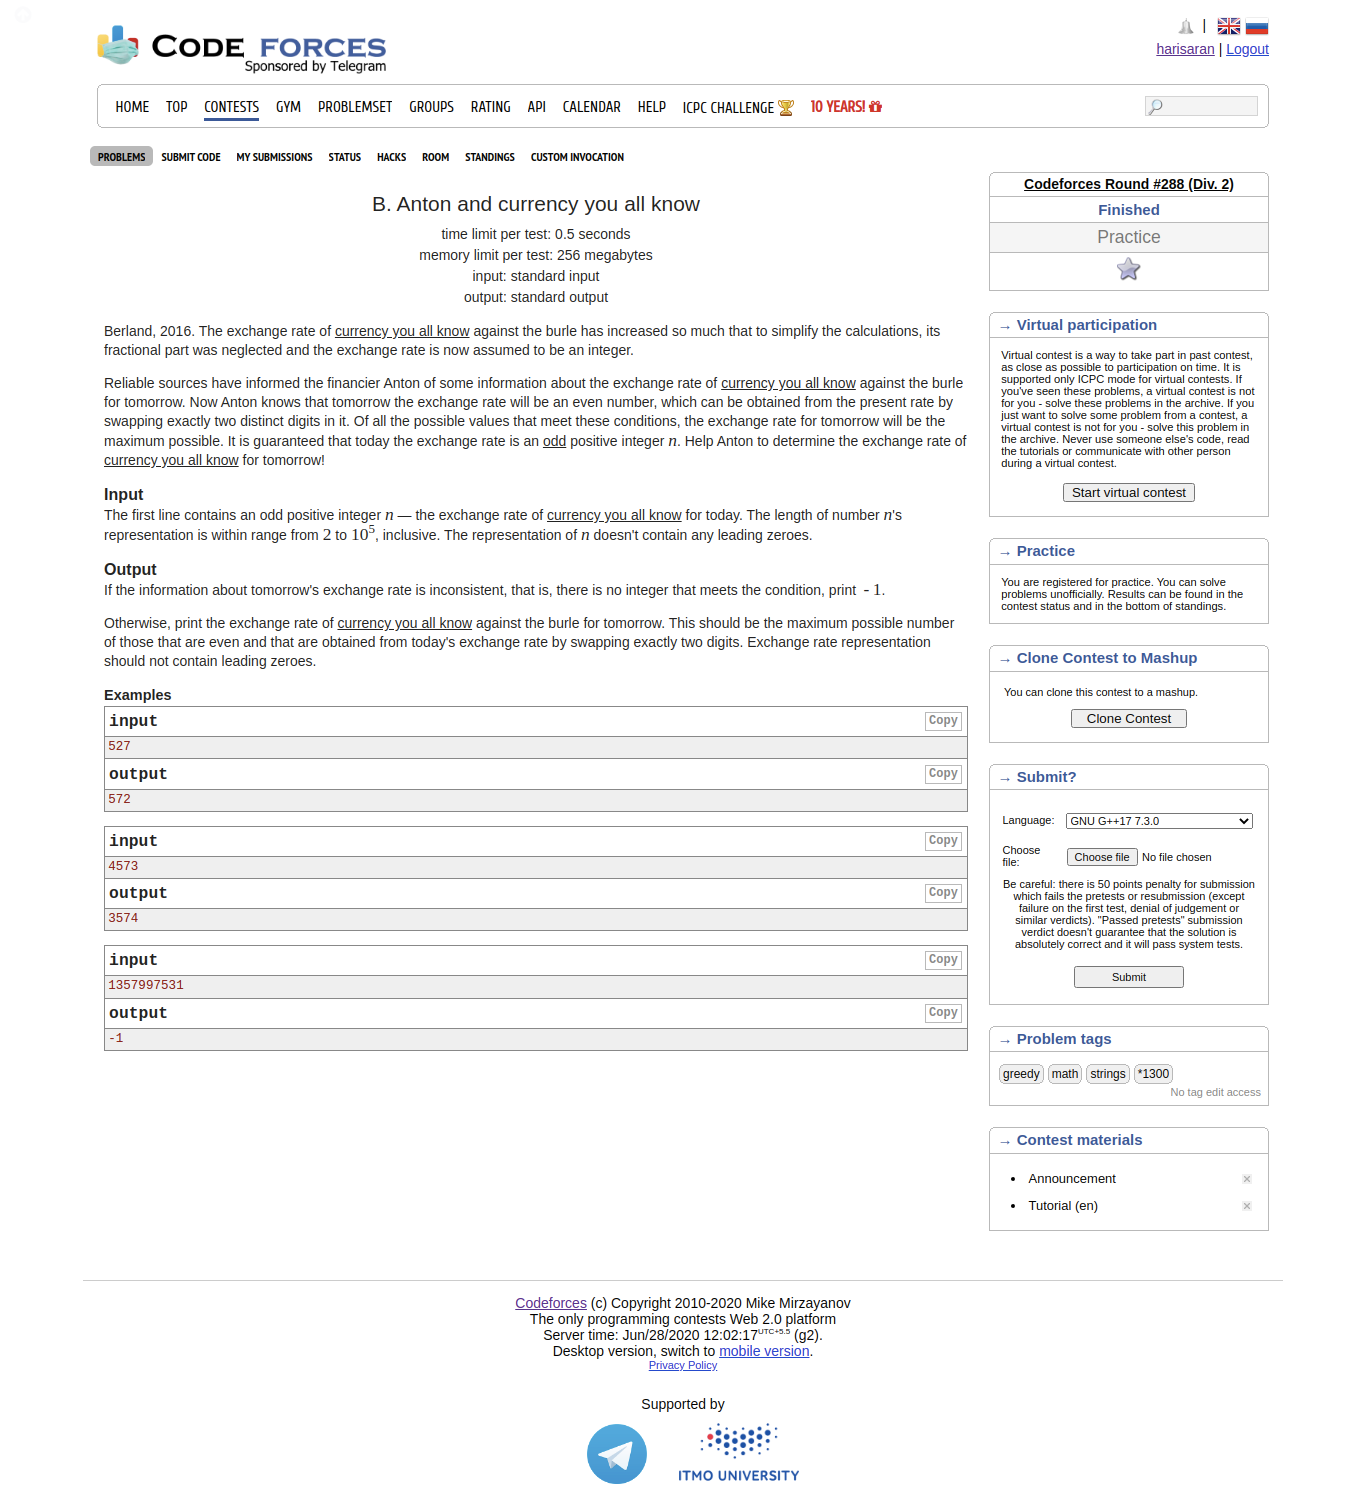 CODE FORCES
Sponsored by Telegram
|
harisaran | Logout
HOME TOP CONTESTS GYM PROBLEMSET GROUPS RATING API CALENDAR HELP ICPC CHALLENGE 10 YEARS!
PROBLEMS SUBMIT CODE MY SUBMISSIONS STATUS HACKS ROOM STANDINGS CUSTOM INVOCATION
B. Anton and currency you all know
time limit per test: 0.5 seconds
memory limit per test: 256 megabytes
input: standard input
output: standard output
Berland, 2016. The exchange rate of currency you all know against the burle has increased so much that to simplify the calculations, its
fractional part was neglected and the exchange rate is now assumed to be an integer.
Reliable sources have informed the financier Anton of some information about the exchange rate of currency you all know against the burle
for tomorrow. Now Anton knows that tomorrow the exchange rate will be an even number, which can be obtained from the present rate by
swapping exactly two distinct digits in it. Of all the possible values that meet these conditions, the exchange rate for tomorrow will be the
maximum possible. It is guaranteed that today the exchange rate is an odd positive integer n. Help Anton to determine the exchange rate of
currency you all know for tomorrow!
Input
The first line contains an odd positive integer n — the exchange rate of currency you all know for today. The length of number n's
representation is within range from 2 to 10^5, inclusive. The representation of n doesn't contain any leading zeroes.
Output
If the information about tomorrow's exchange rate is inconsistent, that is, there is no integer that meets the condition, print - 1.
Otherwise, print the exchange rate of currency you all know against the burle for tomorrow. This should be the maximum possible number
of those that are even and that are obtained from today's exchange rate by swapping exactly two digits. Exchange rate representation
should not contain leading zeroes.
Examples
input Copy
527
output Copy
572
input Copy
4573
output Copy
3574
input Copy
1357997531
output Copy
-1
Codeforces Round #288 (Div. 2)
Finished
Practice
→ Virtual participation
Virtual contest is a way to take part in past contest,
as close as possible to participation on time. It is
supported only ICPC mode for virtual contests. If
you've seen these problems, a virtual contest is not
for you - solve these problems in the archive. If you
just want to solve some problem from a contest, a
virtual contest is not for you - solve this problem in
the archive. Never use someone else's code, read
the tutorials or communicate with other person
during a virtual contest.
Start virtual contest
→ Practice
You are registered for practice. You can solve
problems unofficially. Results can be found in the
contest status and in the bottom of standings.
→ Clone Contest to Mashup
You can clone this contest to a mashup.
Clone Contest
→ Submit?
Language: GNU G++17 7.3.0
Choose
file: Choose file No file chosen
Be careful: there is 50 points penalty for submission
which fails the pretests or resubmission (except
failure on the first test, denial of judgement or
similar verdicts). "Passed pretests" submission
verdict doesn't guarantee that the solution is
absolutely correct and it will pass system tests.
Submit
→ Problem tags
greedy math strings *1300
No tag edit access
→ Contest materials
• Announcement
• Tutorial (en)
Codeforces (c) Copyright 2010-2020 Mike Mirzayanov
The only programming contests Web 2.0 platform
Server time: Jun/28/2020 12:02:17 UTC+5.5 (g2).
Desktop version, switch to mobile version.
Privacy Policy
Supported by
ITMO UNIVERSITY